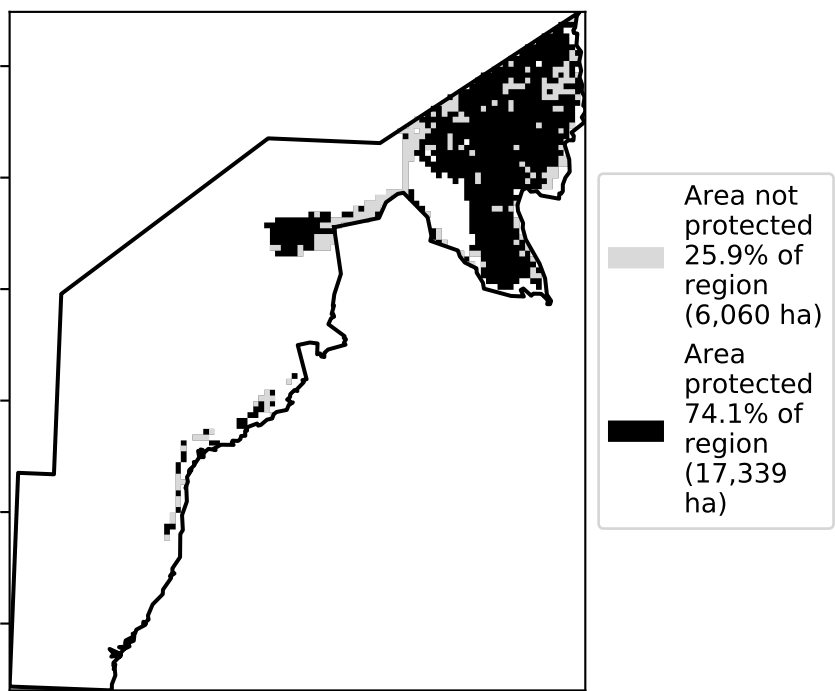 Area not
protected
25.9% of
region
(6,060 ha)
Area
protected
74.1% of
region
(17,339
ha)